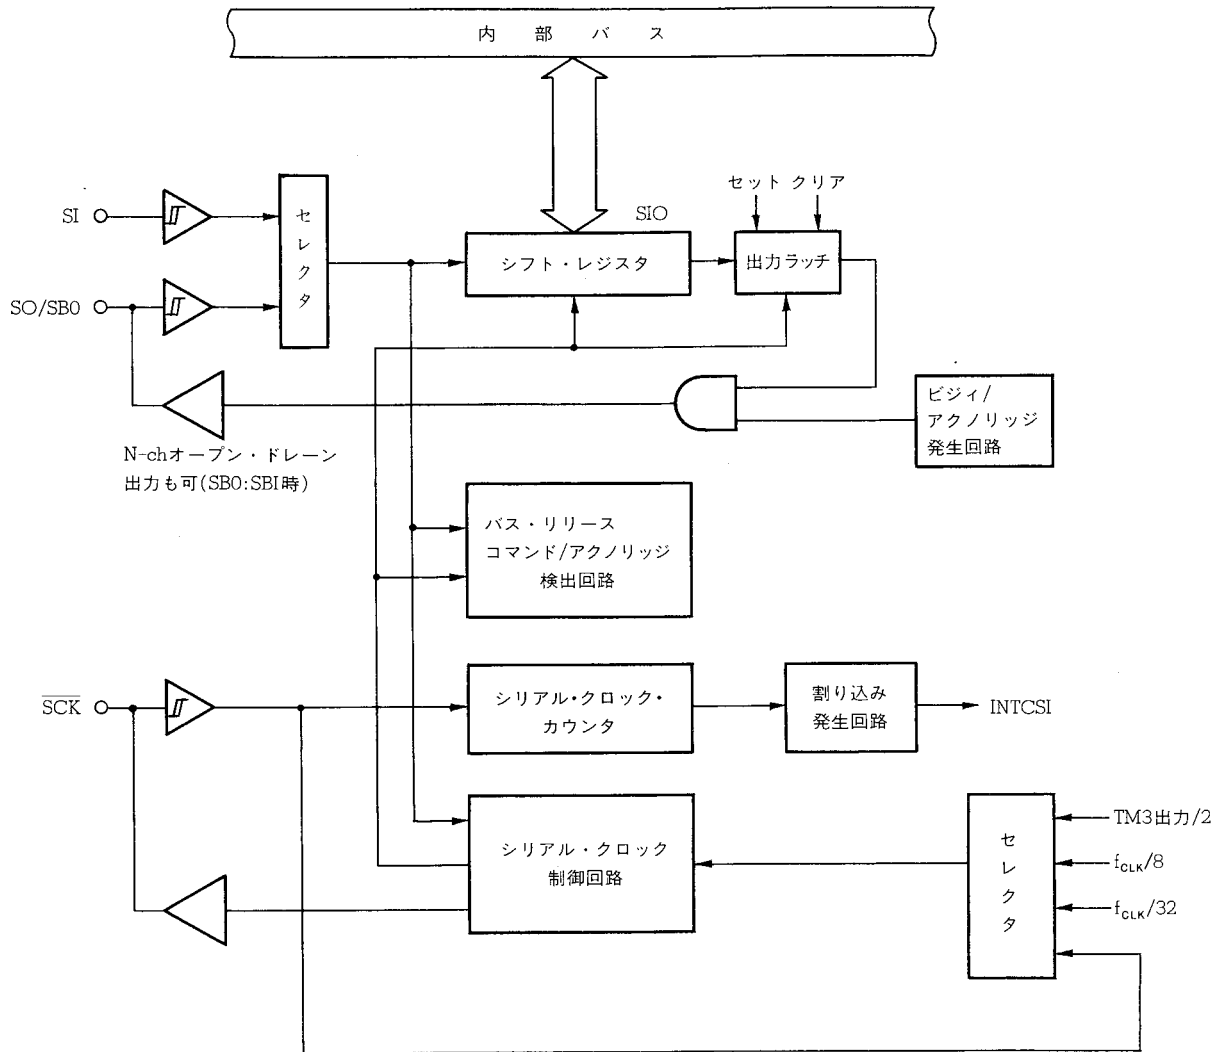 内部バス
セット クリア
SI
セレクタ
SIO
シフト・レジスタ
出力ラッチ
SO/SB0
ビジィ/
アクノリッジ
発生回路
N-chオープン・ドレーン
出力も可(SB0:SBI時)
バス・リリース
コマンド/アクノリッジ
検出回路
SCK
シリアル・クロック・
カウンタ
割り込み
発生回路
INTCSI
シリアル・クロック
制御回路
セレクタ
TM3出力/2
fCLK/8
fCLK/32